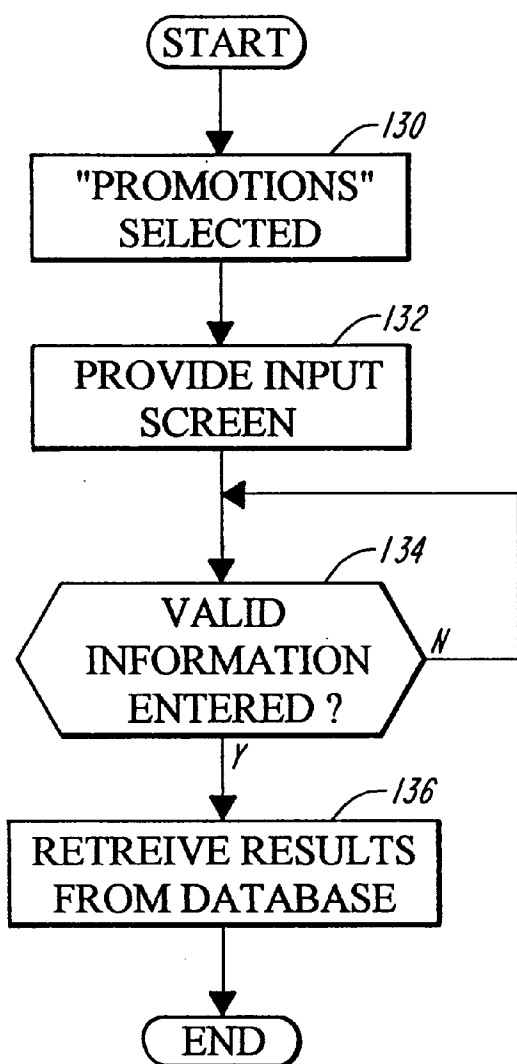 START
130
"PROMOTIONS"
SELECTED
132
PROVIDE INPUT
SCREEN
134
VALID
INFORMATION
ENTERED ?
N
Y
136
RETREIVE RESULTS
FROM DATABASE
END